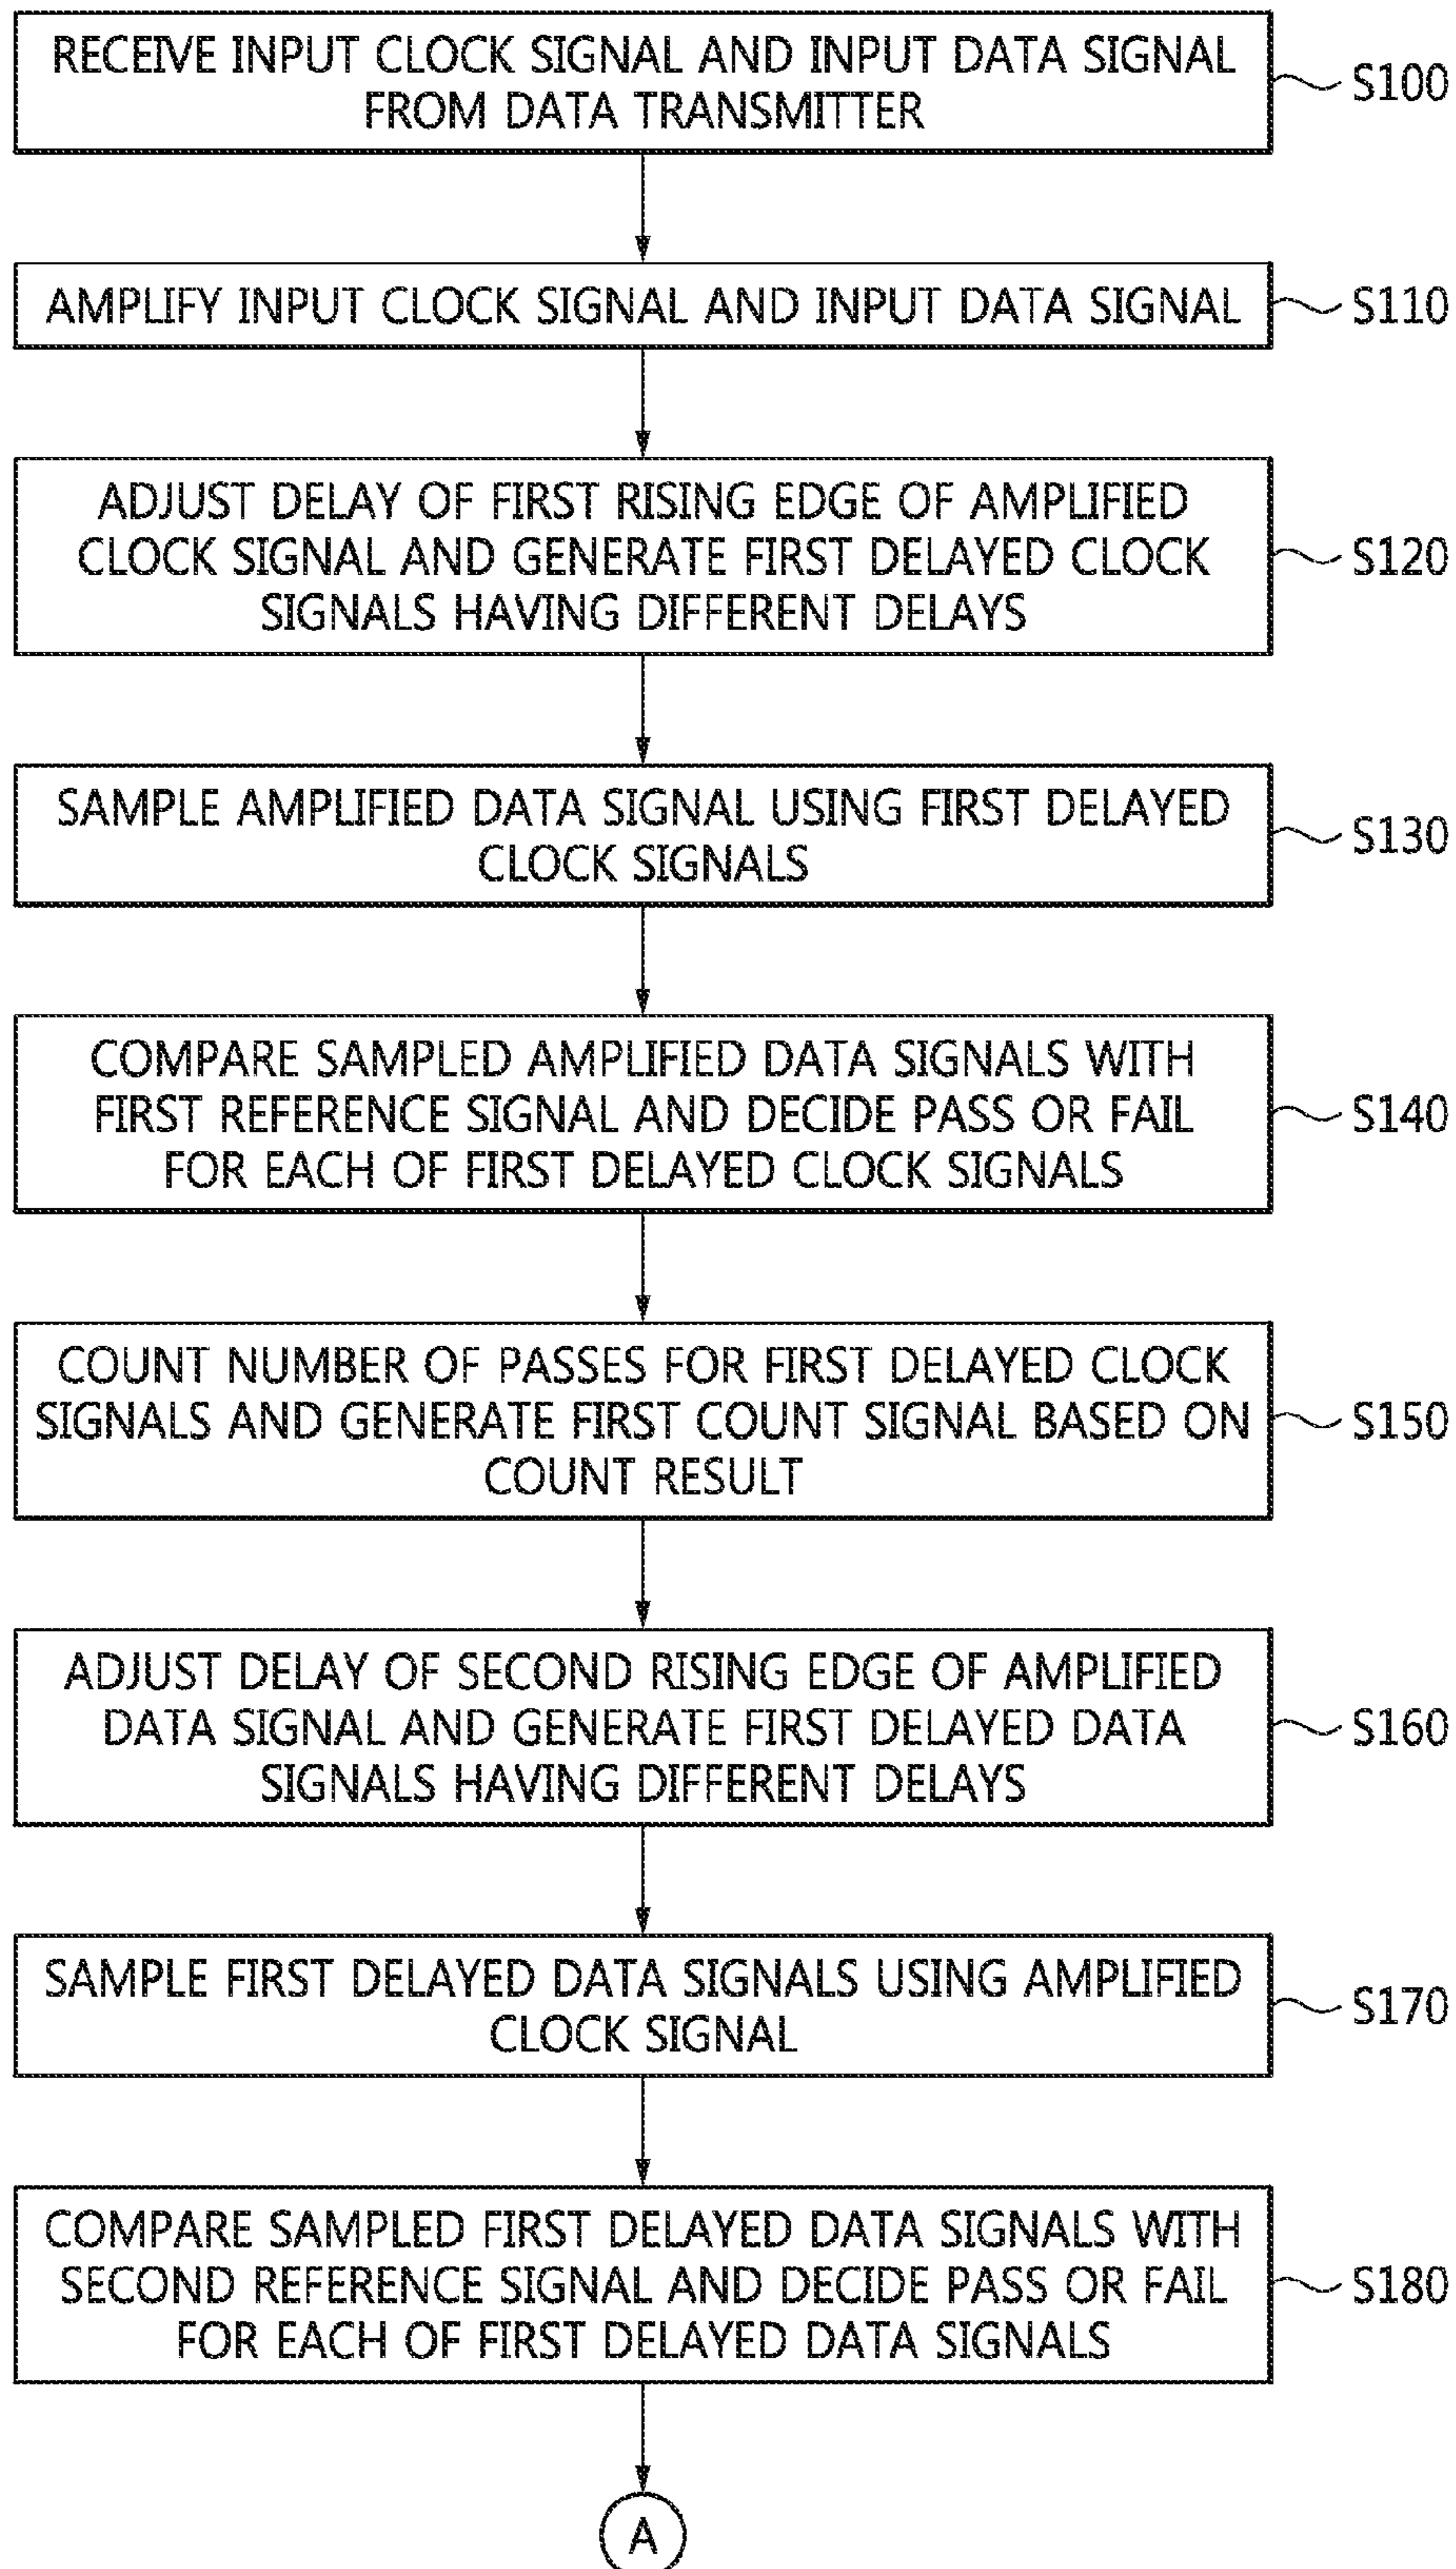 RECEIVE INPUT CLOCK SIGNAL AND INPUT DATA SIGNAL
FROM DATA TRANSMITTER
S100
AMPLIFY INPUT CLOCK SIGNAL AND INPUT DATA SIGNAL
S110
ADJUST DELAY OF FIRST RISING EDGE OF AMPLIFIED
CLOCK SIGNAL AND GENERATE FIRST DELAYED CLOCK
SIGNALS HAVING DIFFERENT DELAYS
S120
SAMPLE AMPLIFIED DATA SIGNAL USING FIRST DELAYED
CLOCK SIGNALS
S130
COMPARE SAMPLED AMPLIFIED DATA SIGNALS WITH
FIRST REFERENCE SIGNAL AND DECIDE PASS OR FAIL
FOR EACH OF FIRST DELAYED CLOCK SIGNALS
S140
COUNT NUMBER OF PASSES FOR FIRST DELAYED CLOCK
SIGNALS AND GENERATE FIRST COUNT SIGNAL BASED ON
COUNT RESULT
S150
ADJUST DELAY OF SECOND RISING EDGE OF AMPLIFIED
DATA SIGNAL AND GENERATE FIRST DELAYED DATA
SIGNALS HAVING DIFFERENT DELAYS
S160
SAMPLE FIRST DELAYED DATA SIGNALS USING AMPLIFIED
CLOCK SIGNAL
S170
COMPARE SAMPLED FIRST DELAYED DATA SIGNALS WITH
SECOND REFERENCE SIGNAL AND DECIDE PASS OR FAIL
FOR EACH OF FIRST DELAYED DATA SIGNALS
S180
A